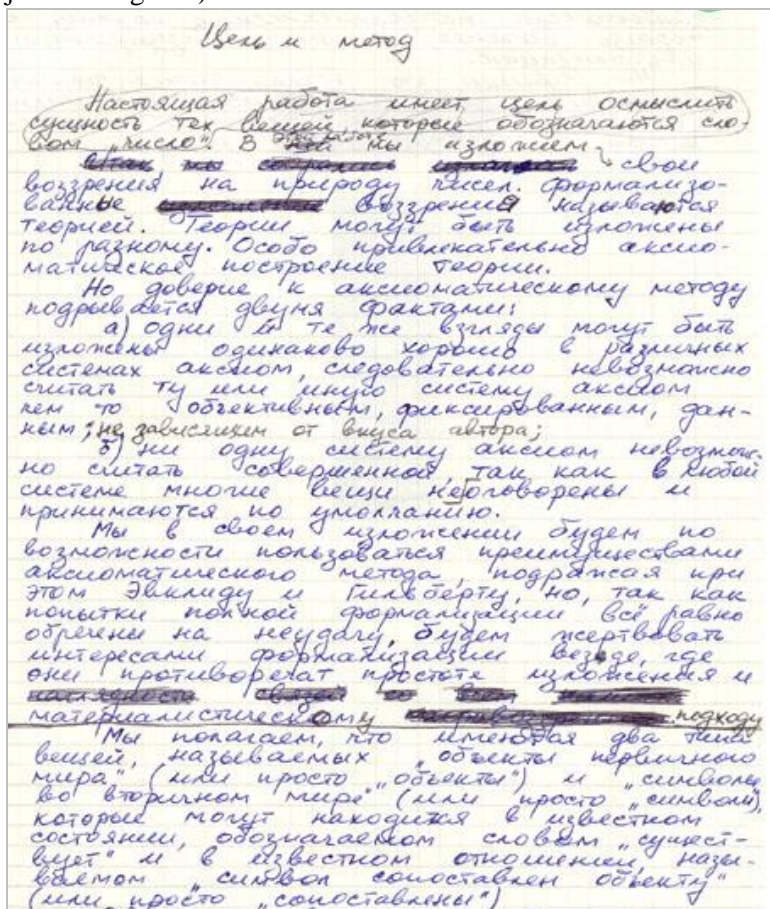 Цель и метод
Настоящая работа имеет цель осмыслить
сущность тех вещей, которые обозначаются сло-
вом „число". В мы изложим
свои
воззрения на природу чисел. Формализо-
ванные воззрения называются
теорией. Теории могут быть изложены
по разному. Особо привлекательно аксио-
матическое построение теории.
Но доверие к аксиоматическому методу
подрывается двумя фактами:
а) одни и те же взгляды могут быть
изложены одинаково хорошо в различных
системах аксиом, следовательно невозможно
считать ту или иную систему аксиом
чем то объективным, фиксированным, дан-
ным; не зависящим от вкуса автора;
б) ни одну систему аксиом невозмож-
но считать совершенной, так как в любой
системе многие вещи неоговорены и
принимаются по умолчанию.
Мы в своем изложении будем по
возможности пользоваться преимуществами
аксиоматического метода, подражая при
этом Эвклиду и Гильберту, но, так как
попытки полной формализации всё равно
обречены на неудачу, будем жертвовать
интересами формализации везде, где
они противоречат простоте изложения и
материалистическому подходу
Мы полагаем, что имеются два типа
вещей, называемых „объекты первичного
мира" (или просто „объекты") и „символы
во вторичном мире" (или просто „символы"),
которые могут находится в известном
состоянии, обозначаемом словом „сущест-
вует" и в известном отношении, назы-
ваемом „символ сопоставлен объекту"
(или просто „сопоставлены")